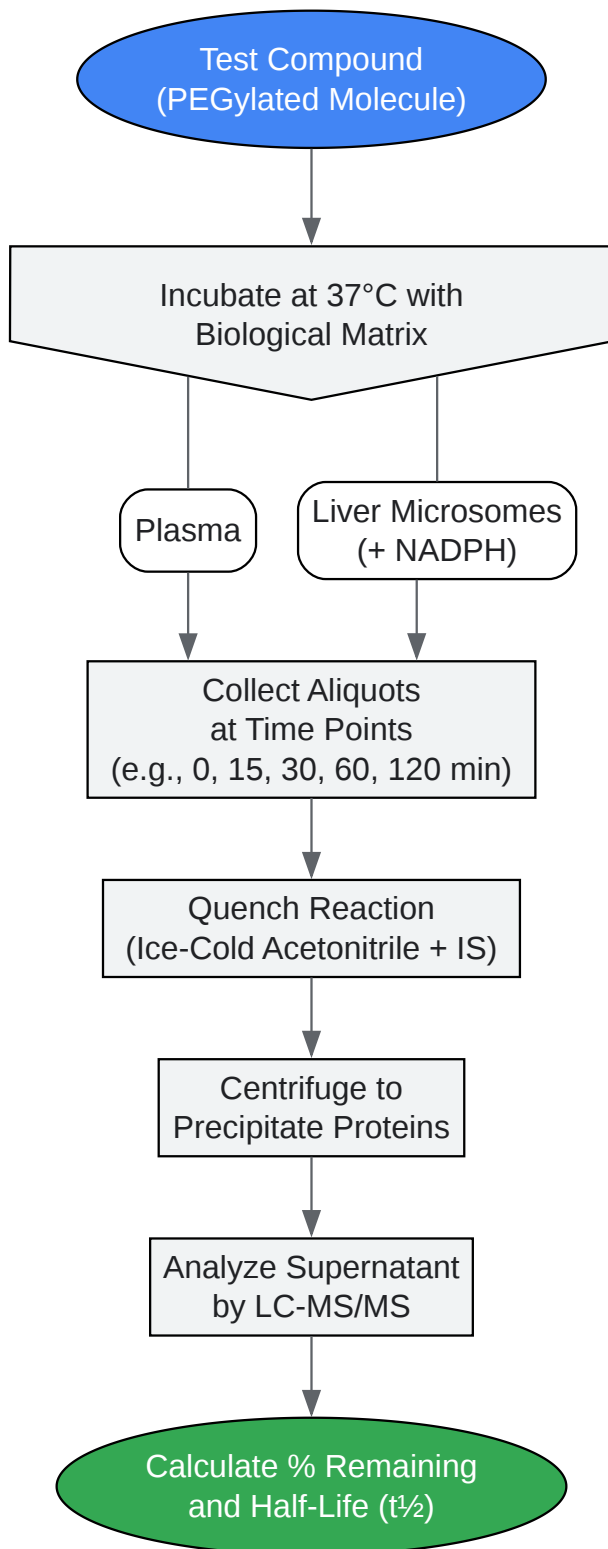 Test Compound
(PEGylated Molecule)
Incubate at 37°C with
Biological Matrix
Plasma
Liver Microsomes
(+ NADPH)
Collect Aliquots
at Time Points
(e.g., 0, 15, 30, 60, 120 min)
Quench Reaction
(Ice-Cold Acetonitrile + IS)
Centrifuge to
Precipitate Proteins
Analyze Supernatant
by LC-MS/MS
Calculate % Remaining
and Half-Life (t½)